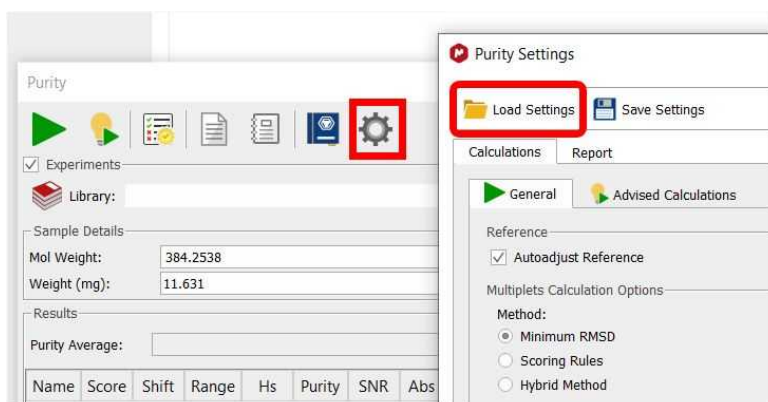 Purity
Experiments
Library:
Sample Details
Mol Weight: 384.2538
Weight (mg): 11.631
Results
Purity Average:
Name Score Shift Range Hs Purity SNR Abs
Purity Settings
Load Settings Save Settings
Calculations Report
General Advised Calculations
Reference
Autoadjust Reference
Multiplets Calculation Options
Method:
Minimum RMSD
Scoring Rules
Hybrid Method